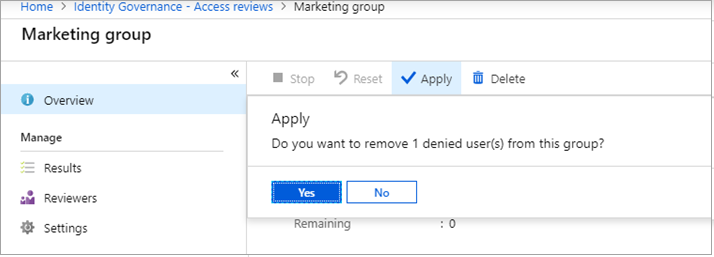 Home > Identity Governance - Access reviews > Marketing group
Marketing group
«
Stop Reset Apply Delete
Overview
Manage
Results
Reviewers
Settings
Apply
Do you want to remove 1 denied user(s) from this group?
Yes No
Remaining : 0